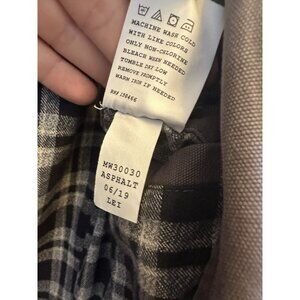 MACHINE WASH COLD
WITH LIKE COLORS
ONLY NON-CHLORINE
BLEACH WHEN NEEDED
TUMBLE DRY LOW
REMOVE PROMPTLY
WARM IRON IF NEEDED
RN# 138466
MW30030
ASPHALT
06/19
LEI